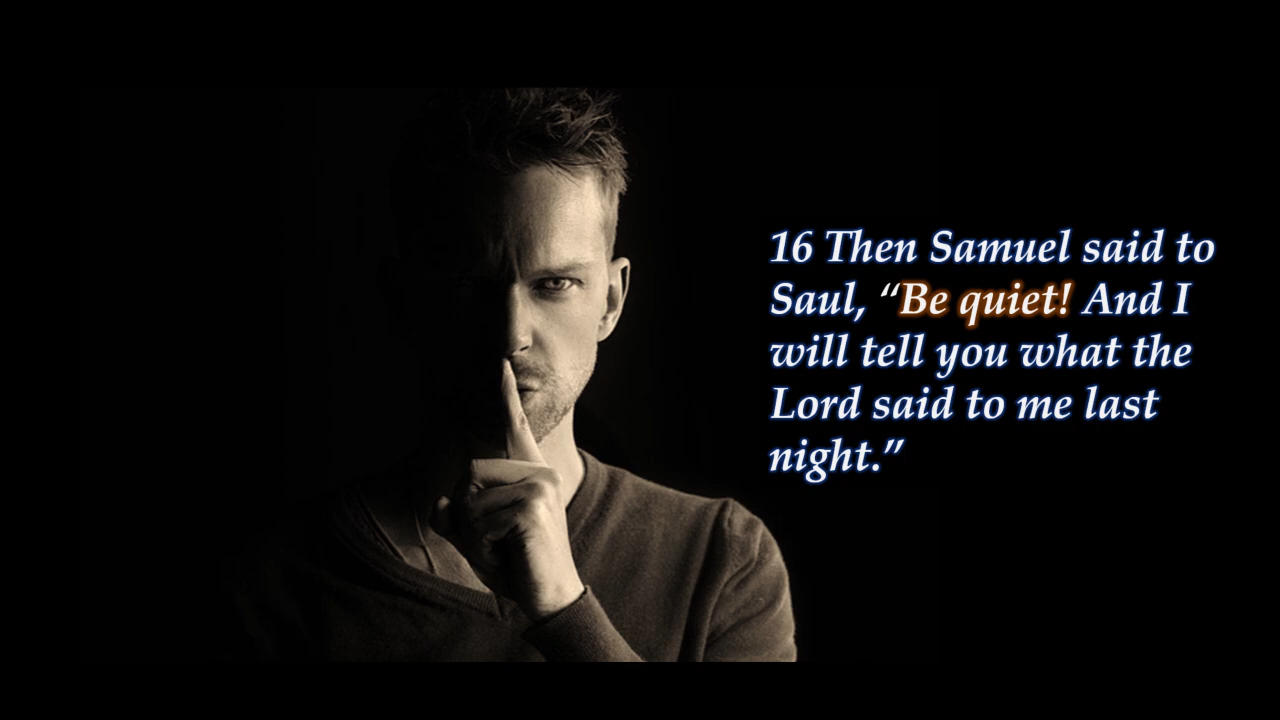 16 Then Samuel said to
Saul, “Be quiet! And I
will tell you what the
Lord said to me last
night.”